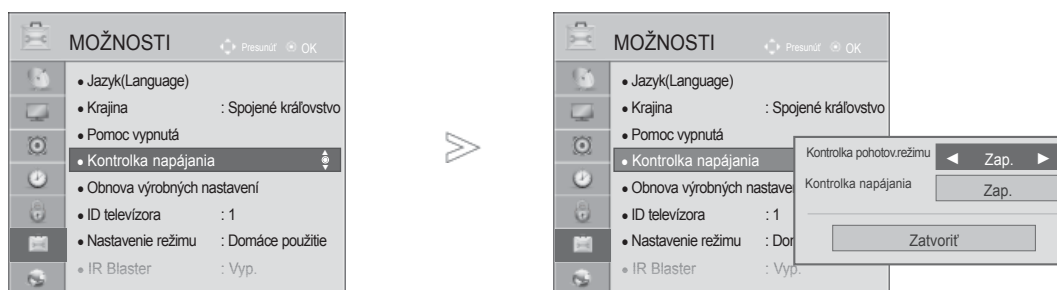 MOŽNOSTI Presunúť OK
• Jazyk(Language)
• Krajina : Spojené kráľovstvo
• Pomoc vypnutá
• Kontrolka napájania
• Obnova výrobných nastavení
• ID televízora : 1
• Nastavenie režimu : Domáce použitie
• IR Blaster : Vyp.
MOŽNOSTI Presunúť OK
• Jazyk(Language)
• Krajina : Spojené kráľovstvo
• Pomoc vypnutá
• Kontrolka napájania
• Obnova výrobných nastave
• ID televízora : 1
• Nastavenie režimu : Dom
• IR Blaster : Vyp.
Kontrolka pohotov.režimu ◀ Zap. ▶
Kontrolka napájania Zap.
Zatvoriť